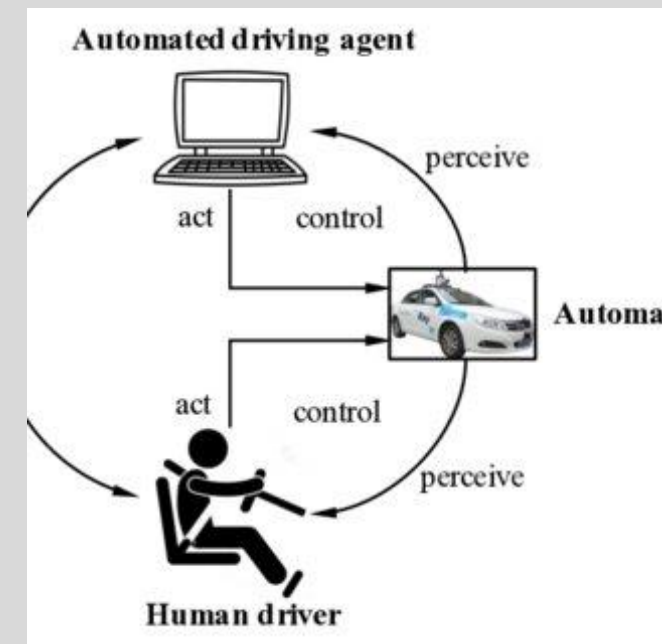 Automated driving agent
perceive
act
control
Automa
act
control
perceive
Human driver